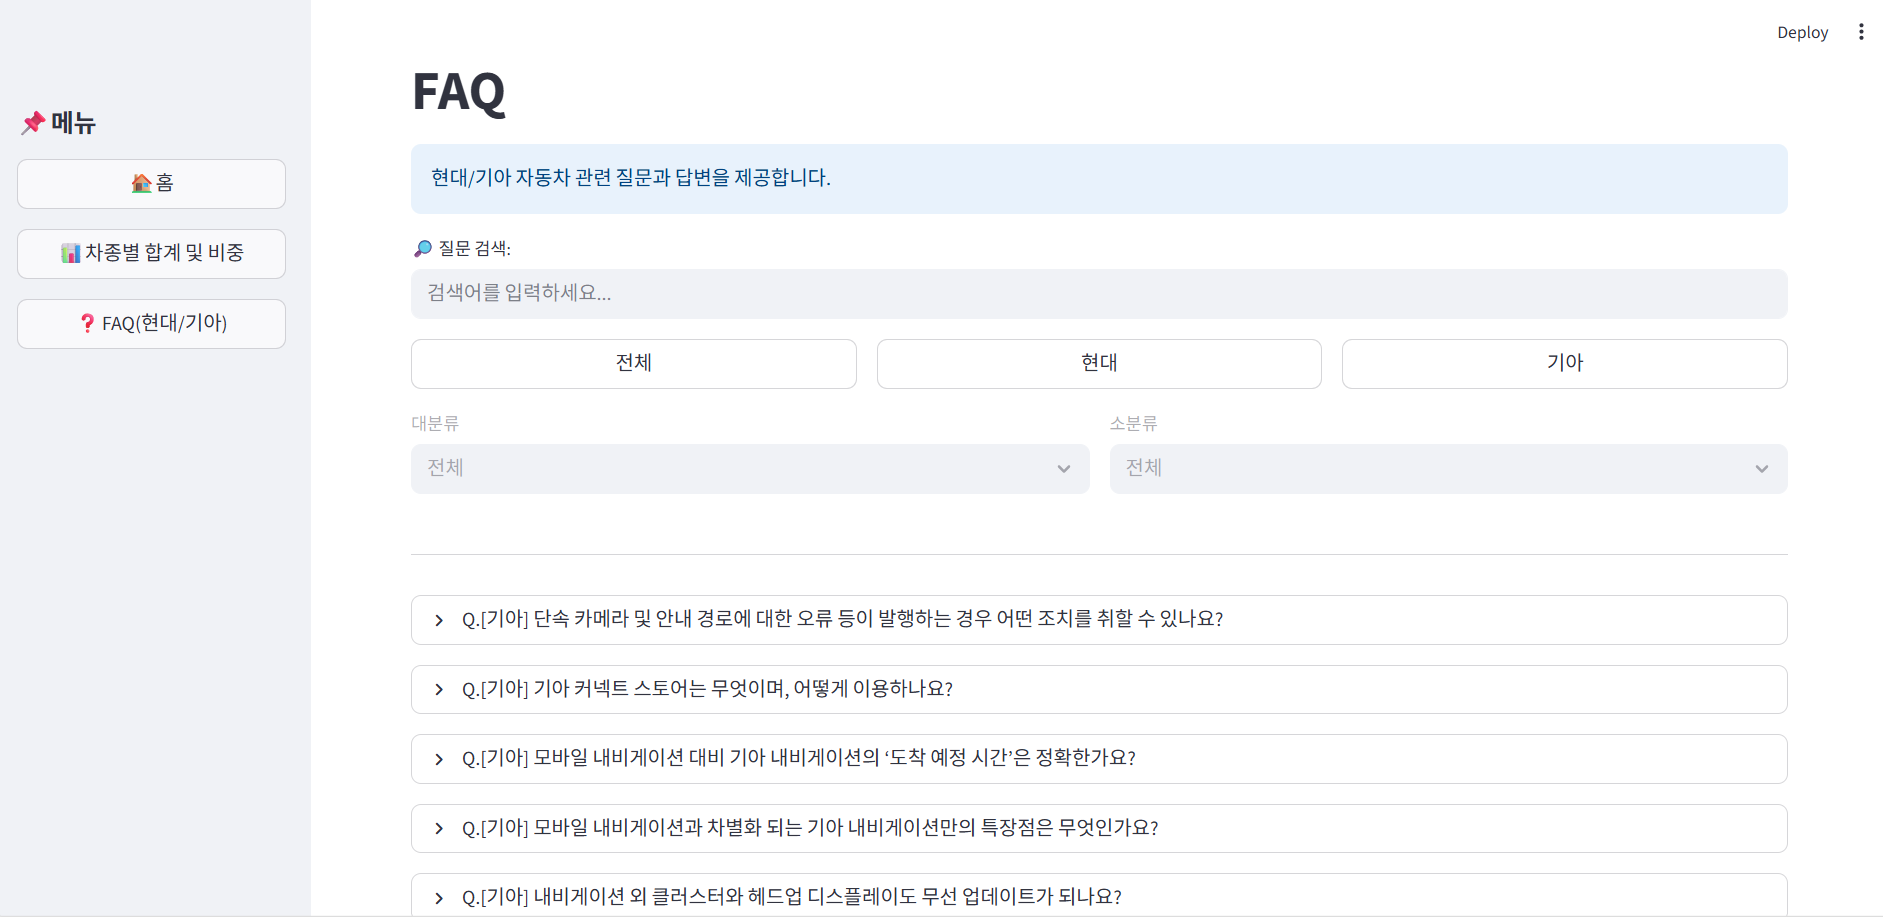 Deploy
📌 메뉴
🏠 홈
📊 차종별 합계 및 비중
❓ FAQ(현대/기아)
FAQ
현대/기아 자동차 관련 질문과 답변을 제공합니다.
🔎 질문 검색:
검색어를 입력하세요...
전체
현대
기아
대분류
소분류
전체
전체
Q.[기아] 단속 카메라 및 안내 경로에 대한 오류 등이 발행하는 경우 어떤 조치를 취할 수 있나요?
Q.[기아] 기아 커넥트 스토어는 무엇이며, 어떻게 이용하나요?
Q.[기아] 모바일 내비게이션 대비 기아 내비게이션의 ‘도착 예정 시간’은 정확한가요?
Q.[기아] 모바일 내비게이션과 차별화 되는 기아 내비게이션만의 특장점은 무엇인가요?
Q.[기아] 내비게이션 외 클러스터와 헤드업 디스플레이도 무선 업데이트가 되나요?